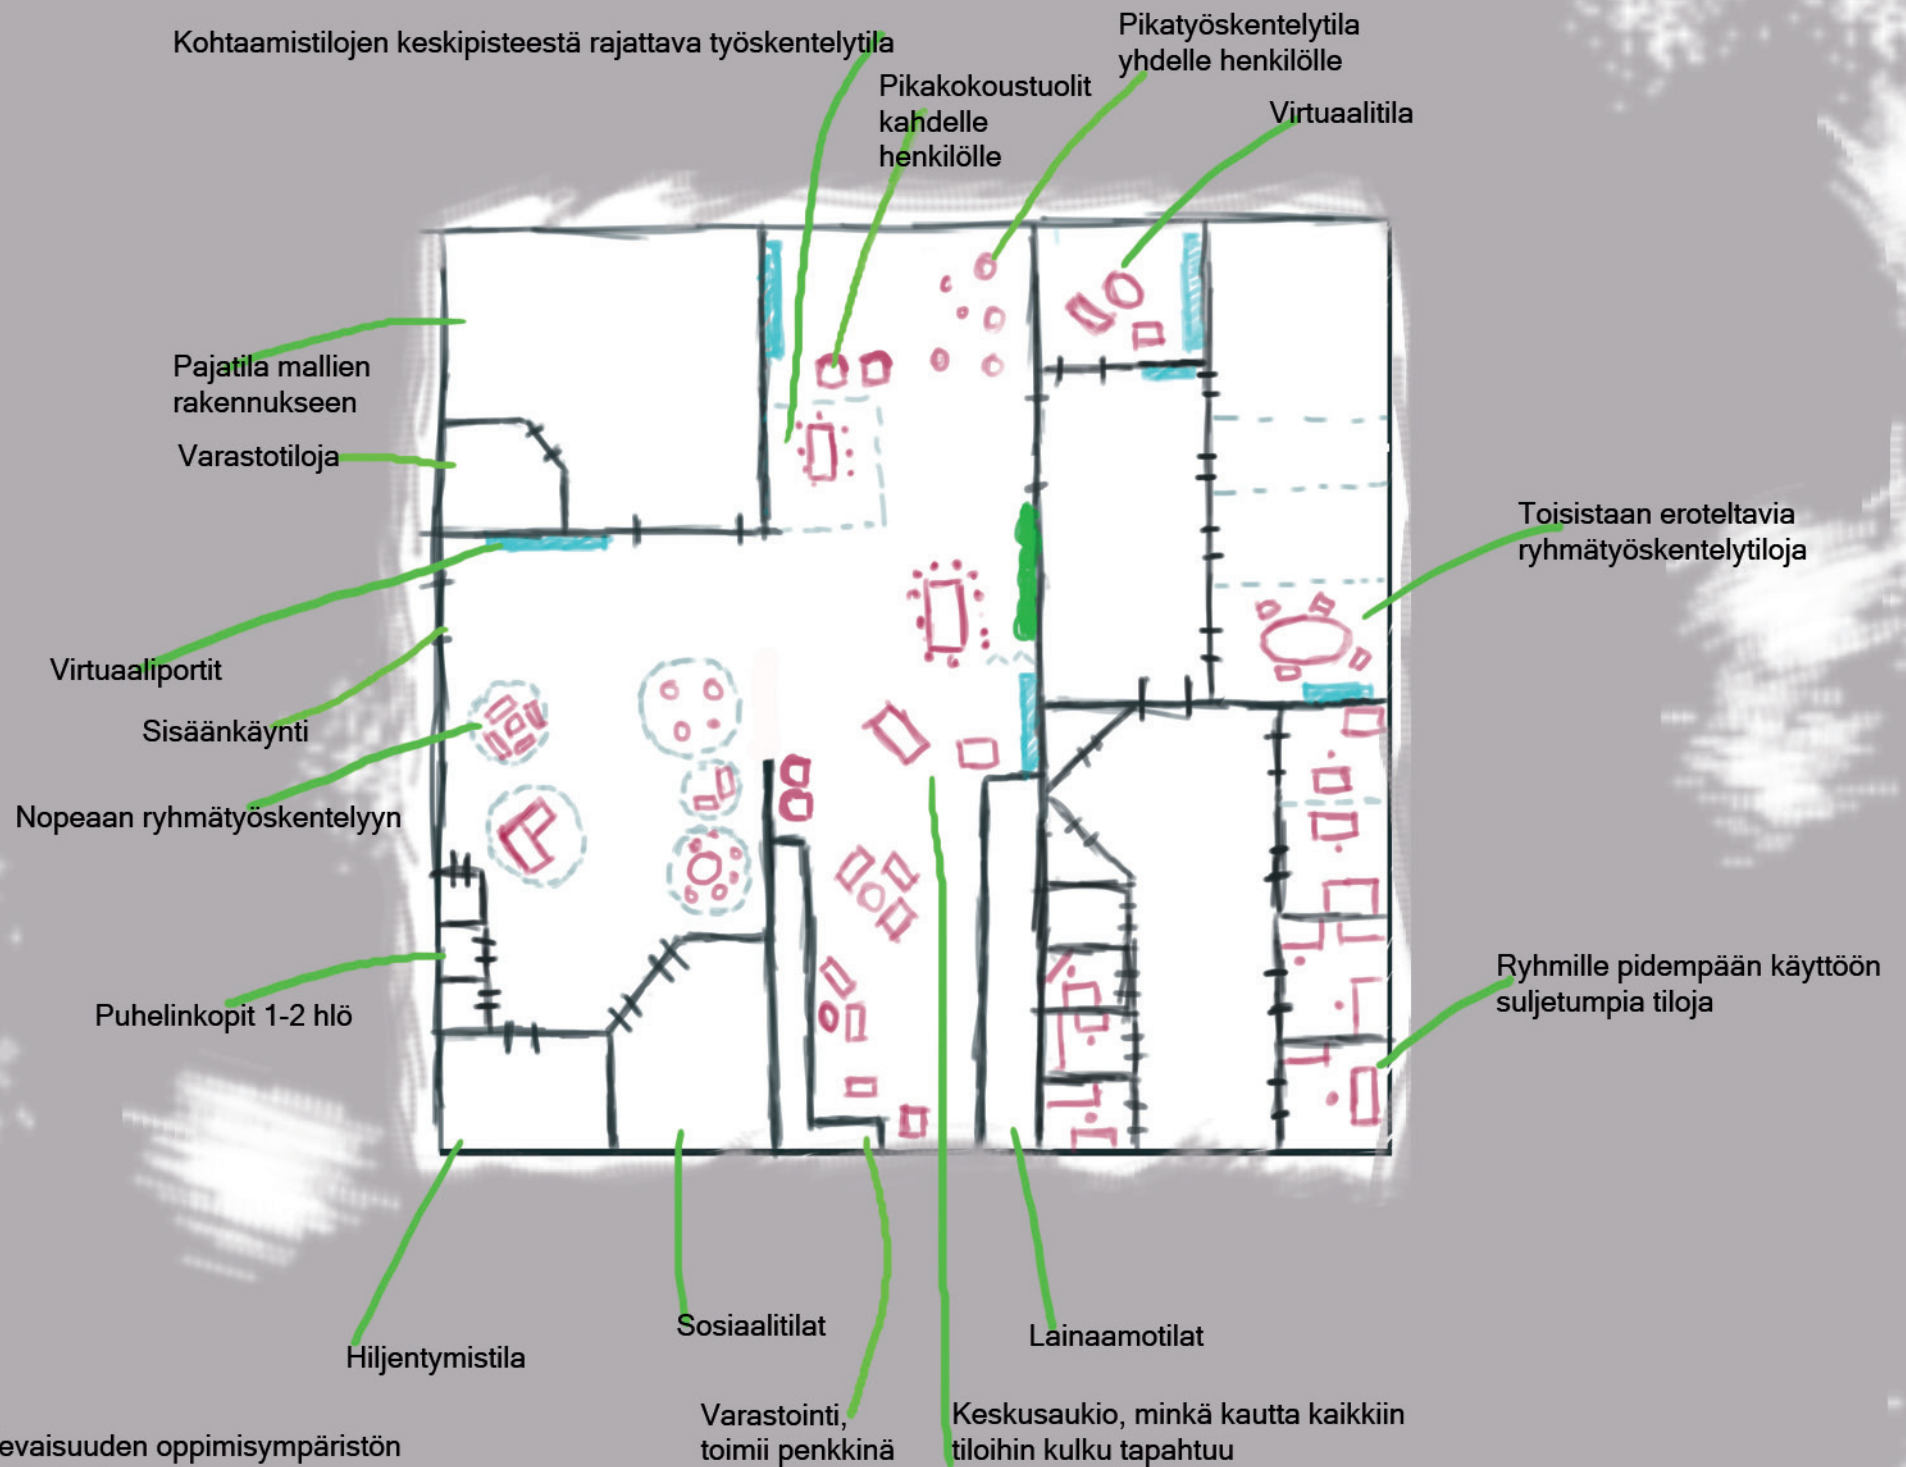 Kohtaamistilojen keskipisteestä rajattava työskentelytila
Pikatyöskentelytila
yhdelle henkilölle
Pikakokoustuolit
kahdelle
henkilölle
Virtuaalitila
Pajatila mallien
rakennukseen
Varastotiloja
Toisistaan eroteltavia
ryhmätyöskentelytiloja
Virtuaaliportit
Sisäänkäynti
Nopeaan ryhmätyöskentelyyn
Ryhmille pidempään käyttöön
suljetumpia tiloja
Puhelinkopit 1-2 hlö
Sosiaalitilat
Lainaamotilat
Hiljentymistila
Varastointi,
toimii penkkinä
Keskusaukio, minkä kautta kaikkiin
tiloihin kulku tapahtuu
evaisuuden oppimisympäristön